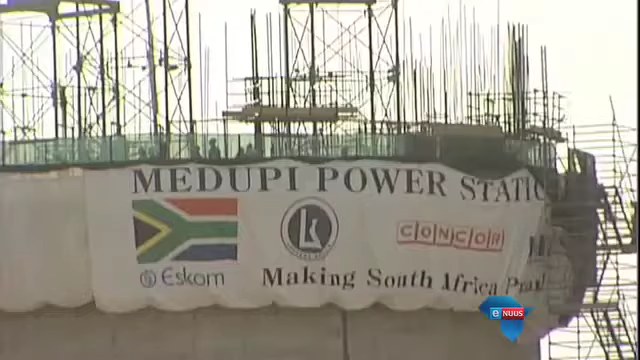 MEDUPI POWER STATIO
Eskom
CONCOR
Making South Africa
e NUUS